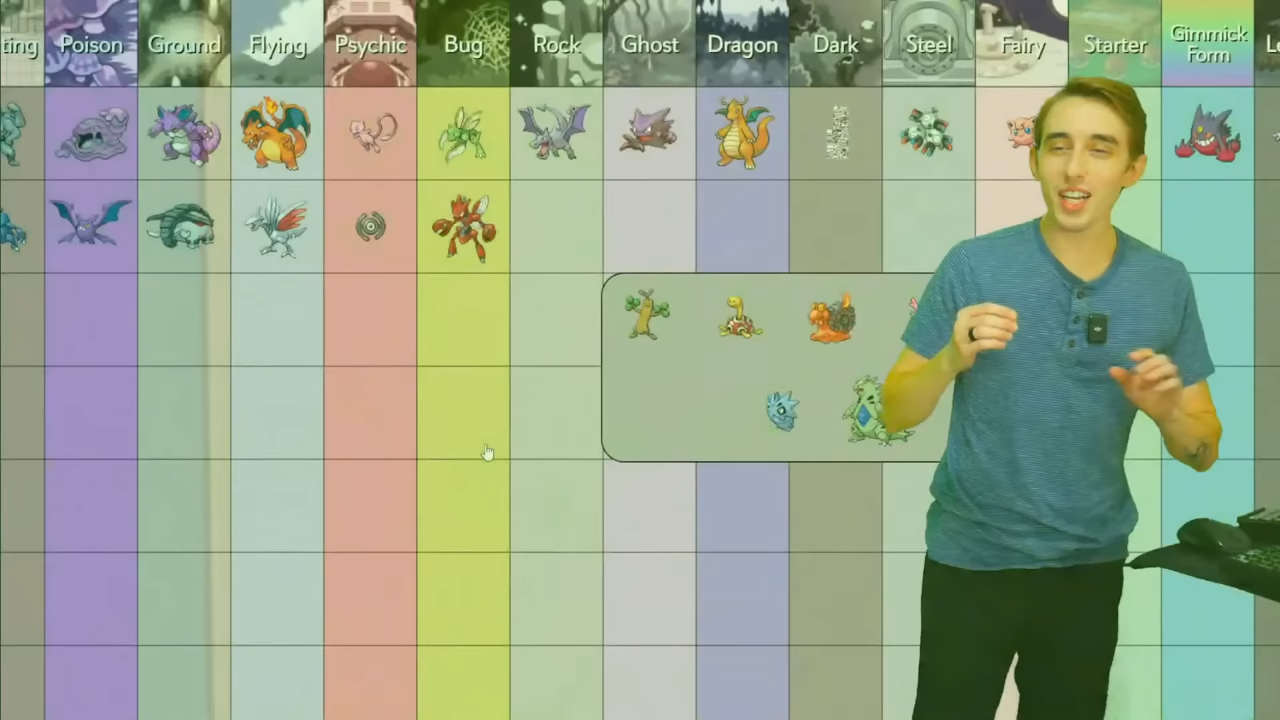 ting
Poison
Ground
Flying
Psychic
Bug
Rock
Ghost
Dragon
Dark
Steel
Fairy
Starter
Gimmick
Form